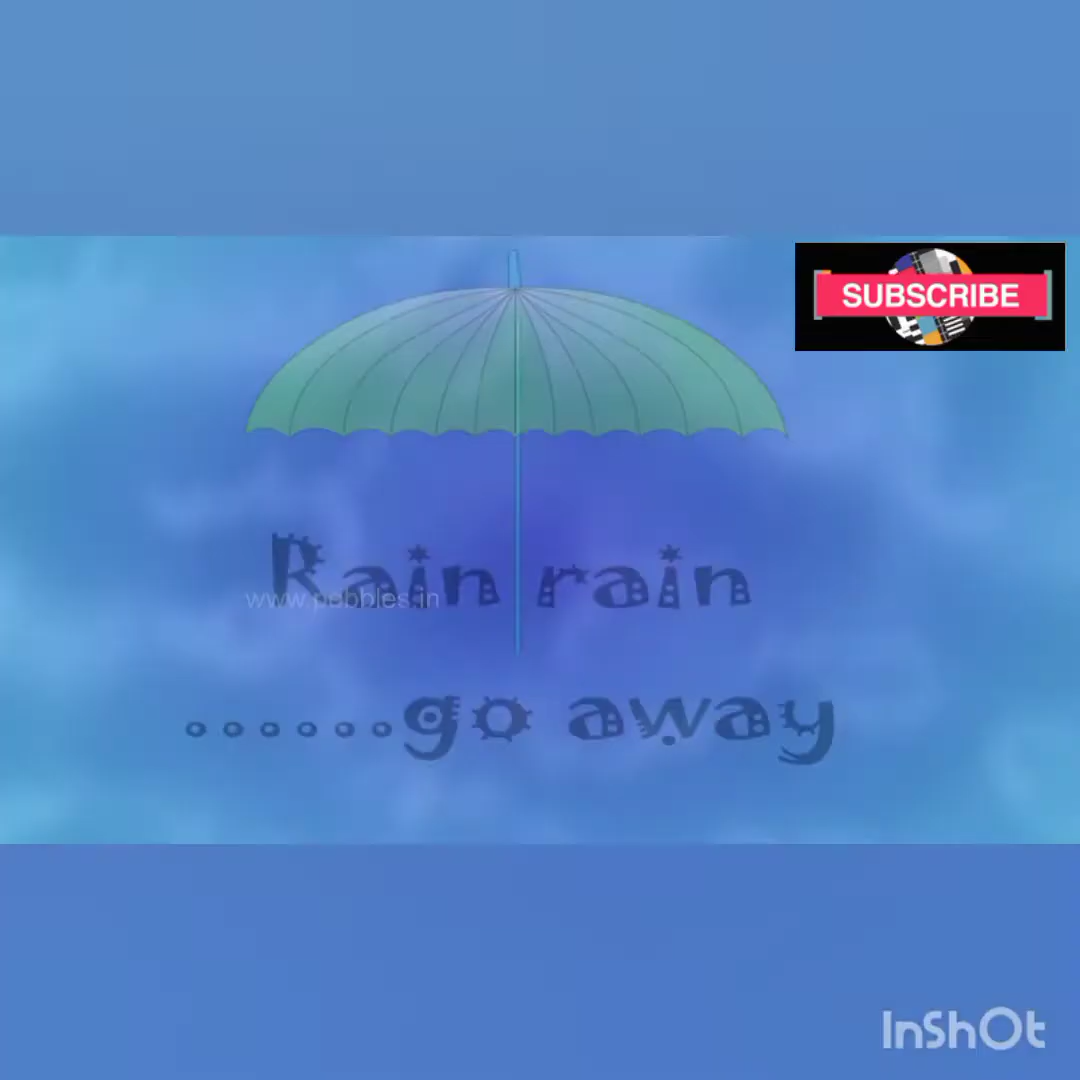 SUBSCRIBE
Rain rain
www.pebbles.in
......go away
InShOt